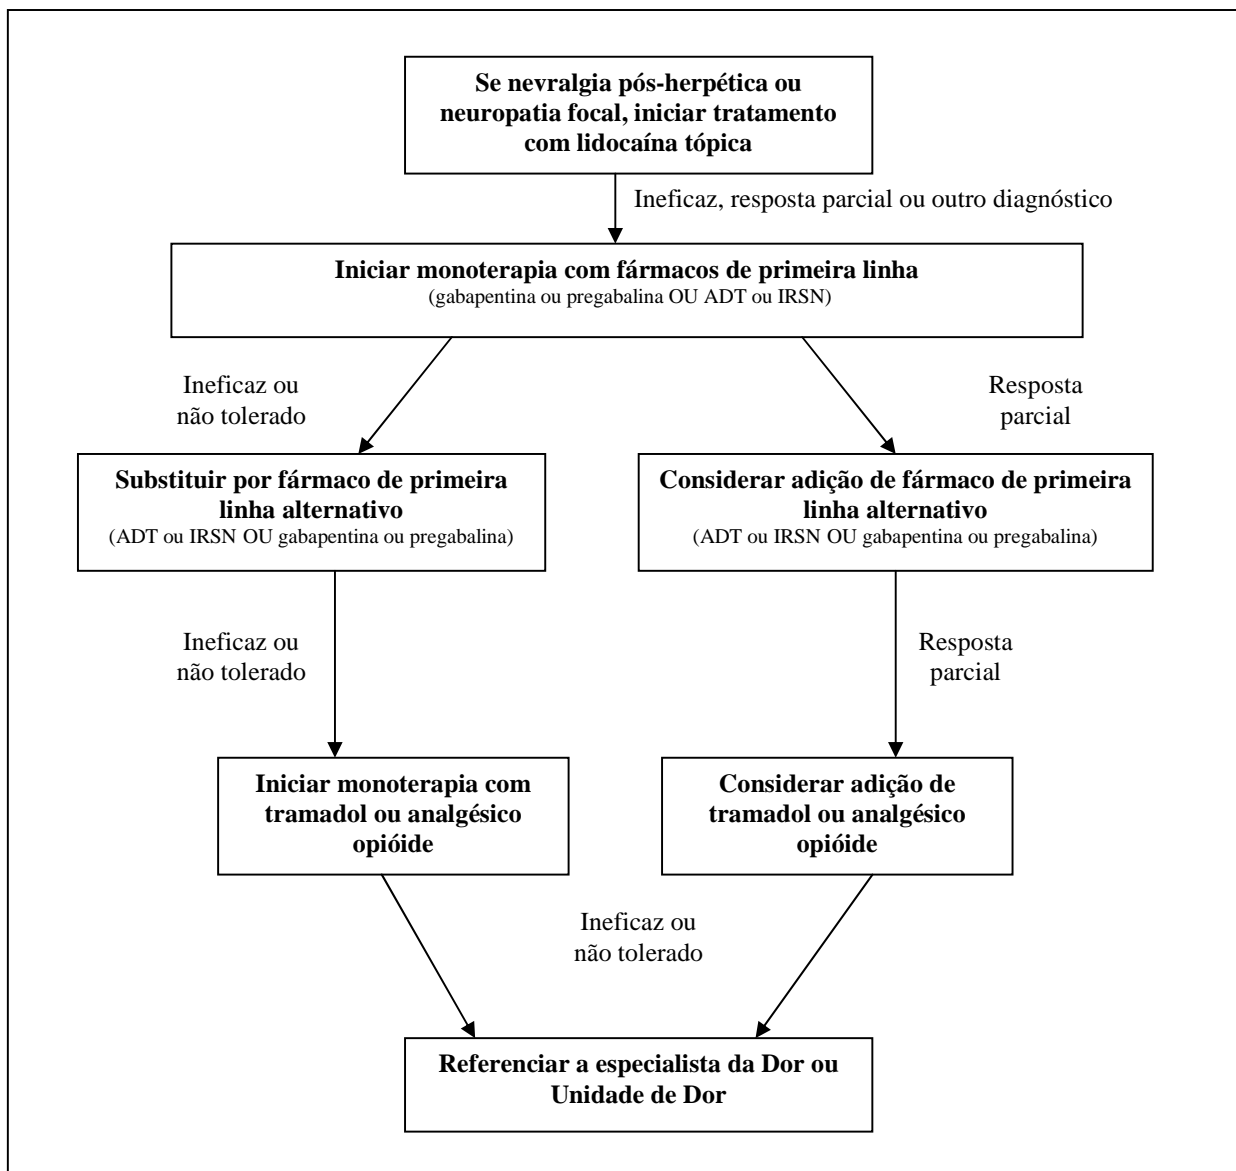 Se nevralgia pós-herpética ou
neuropatia focal, iniciar tratamento
com lidocaína tópica
Ineficaz, resposta parcial ou outro diagnóstico
Iniciar monoterapia com fármacos de primeira linha
(gabapentina ou pregabalina OU ADT ou IRSN)
Ineficaz ou
não tolerado
Resposta
parcial
Substituir por fármaco de primeira
linha alternativo
(ADT ou IRSN OU gabapentina ou pregabalina)
Considerar adição de fármaco de primeira
linha alternativo
(ADT ou IRSN OU gabapentina ou pregabalina)
Ineficaz ou
não tolerado
Resposta
parcial
Iniciar monoterapia com
tramadol ou analgésico
opióide
Considerar adição de
tramadol ou analgésico
opióide
Ineficaz ou
não tolerado
Referenciar a especialista da Dor ou
Unidade de Dor